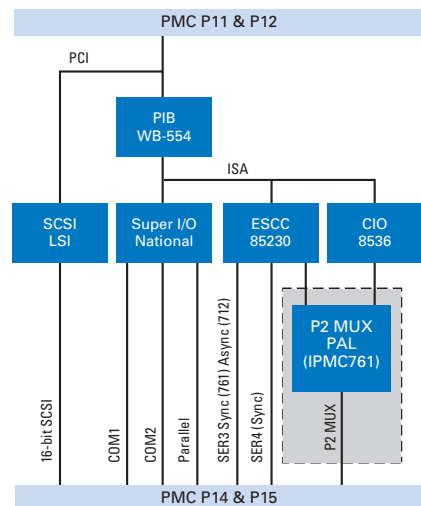 PMC P11 & P12
PCI
PIB
WB-554
ISA
SCSI
LSI
Super I/O
National
ESCC
85230
CIO
8536
P2 MUX
PAL
(IPMC761)
16-bit SCSI
COM1
COM2
Parallel
SER3 Sync (761) Async (712)
SER4 (Sync)
P2 MUX
PMC P14 & P15